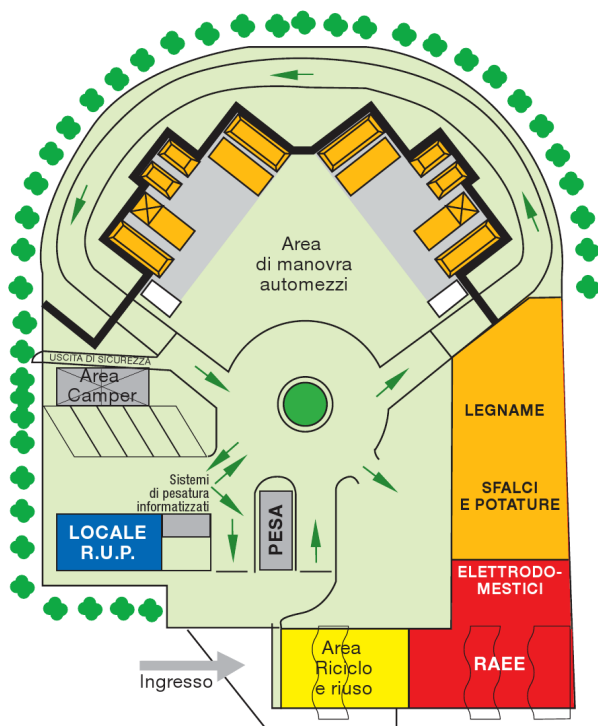 Area
di manovra
automezzi
USCITA DI SICUREZZA
Area
Camper
LEGNAME
SFALCI
E POTATURE
Sistemi
di pesatura
informatizzati
PESA
LOCALE
R.U.P.
ELETTRODO-
MESTICI
RAEE
Area
Riciclo
e riuso
Ingresso